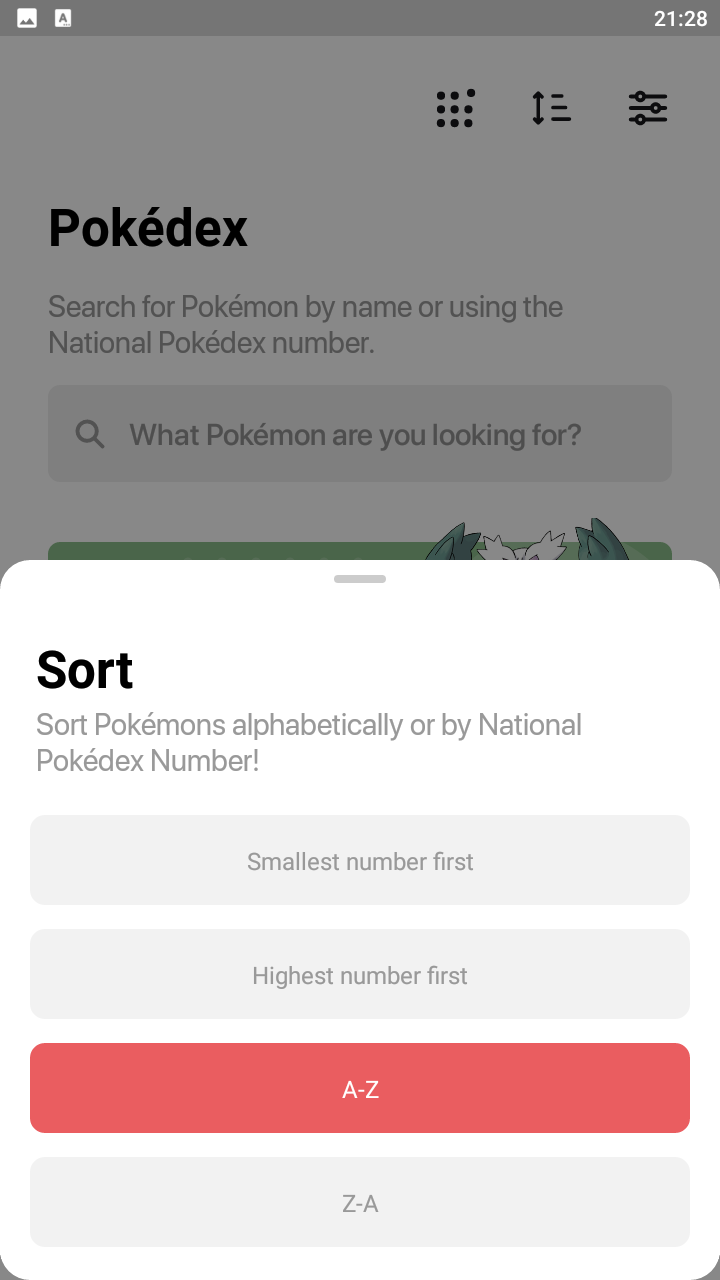 21:28
Pokédex
Search for Pokémon by name or using the
National Pokédex number.
What Pokémon are you looking for?
Sort
Sort Pokémons alphabetically or by National
Pokédex Number!
Smallest number first
Highest number first
A-Z
Z-A